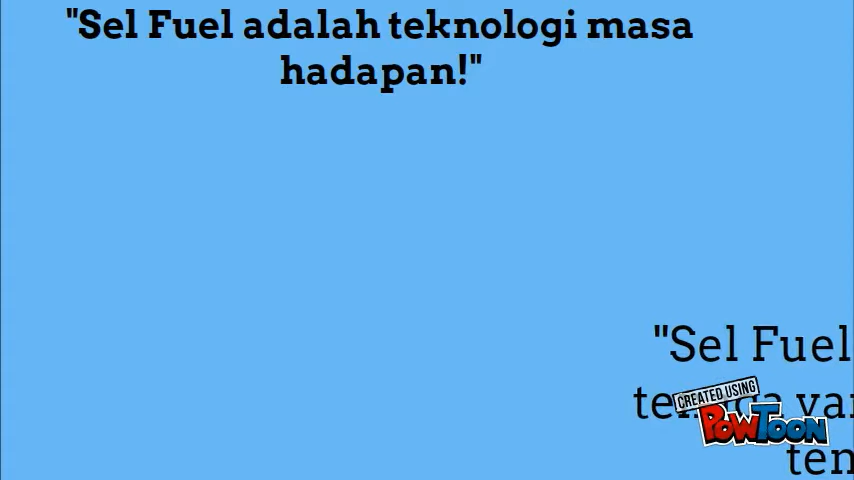 "Sel Fuel adalah teknologi masa
hadapan!"
"Sel Fuel
CREATED USING
POWTOON